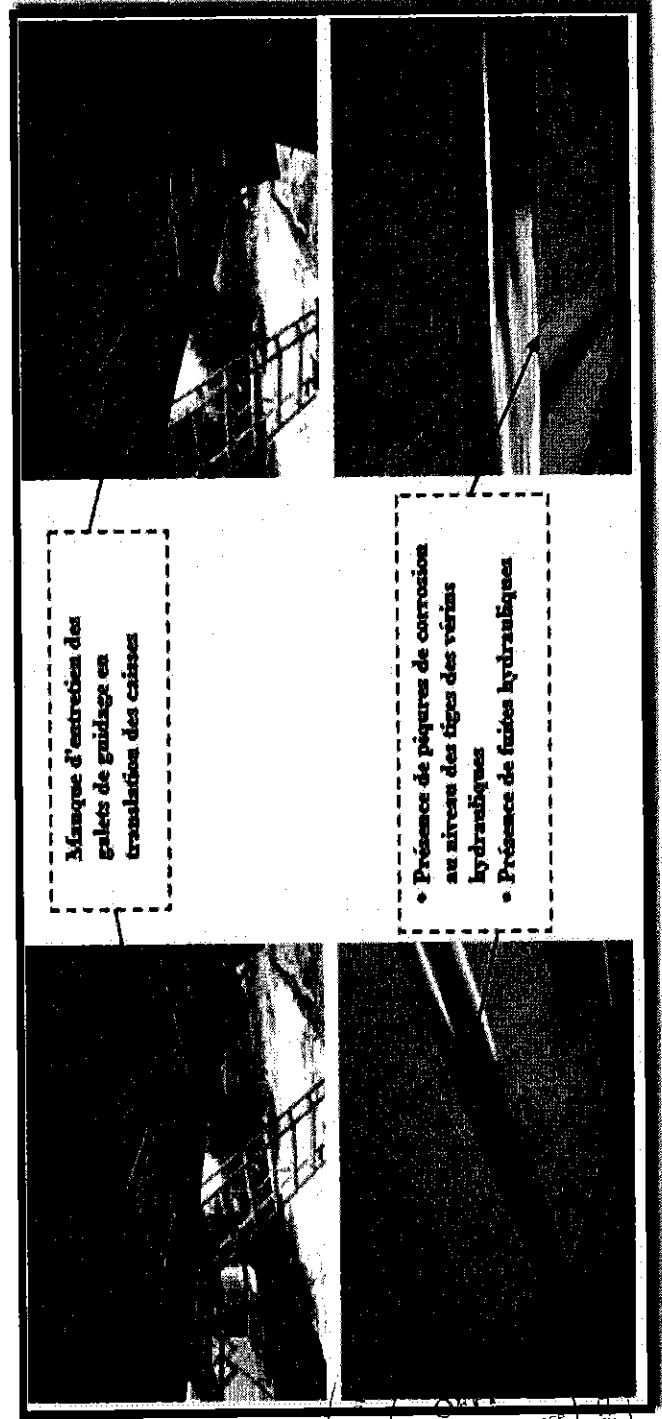 Manque d'entretien des
galets de guidage en
translation des caisses
• Présence de piqures de corrosion
au niveau des tiges des vérins
hydrauliques
• Présence de fuites hydrauliques